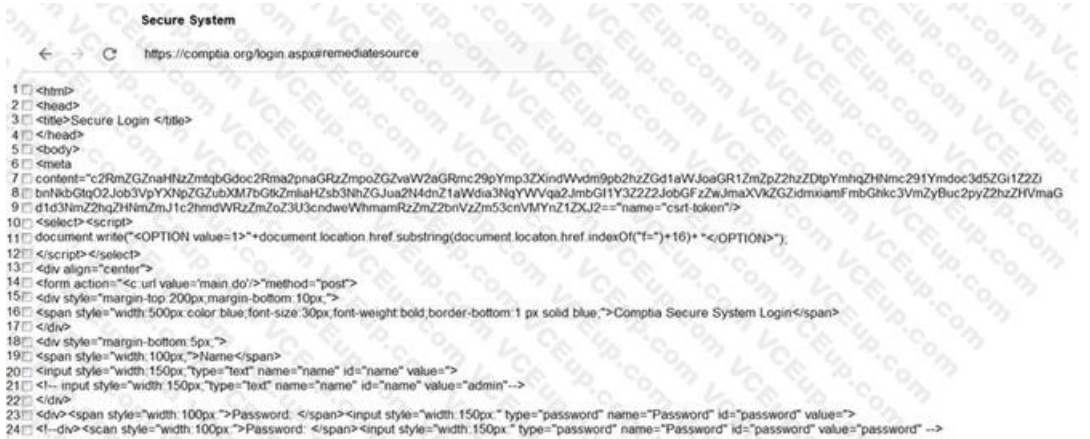 Secure System
https://comptia.org/login.aspx#remediatesource
1 <html>
2 <head>
3 <title>Secure Login </title>
4 </head>
5 <body>
6 <meta
7 content="
8
9 "name="csrt-token"/>
10 <select><script>
11 document.write("<OPTION value=1>"+document.location.href.substring(document.locaton.href.indexOf("f=")+16)+ "</OPTION>");
12 </script></select>
13 <div align="center">
14 <form action="<c:url value='main.do'/>"method="post">
15 <div style="margin-top:200px;margin-bottom:10px;">
16 <span style="width:500px;color:blue;font-size:30px;font-weight:bold;border-bottom:1 px solid blue;">Comptia Secure System Login</span>
17 </div>
18 <div style="margin-bottom:5px;">
19 <span style="width:100px;">Name</span>
20 <input style="width:150px;"type="text" name="name" id="name" value=">
21 <!-- input style="width:150px;"type="text" name="name" id="name" value="admin"-->
22 </div>
23 <div><span style="width:100px;">Password: </span><input style="width:150px;" type="password" name="Password" id="password" value=">
24 <!--div><scan style="width:100px;">Password: </span><input style="width:150px;" type="password" name="Password" id="password" value="password" -->
VCEup.com